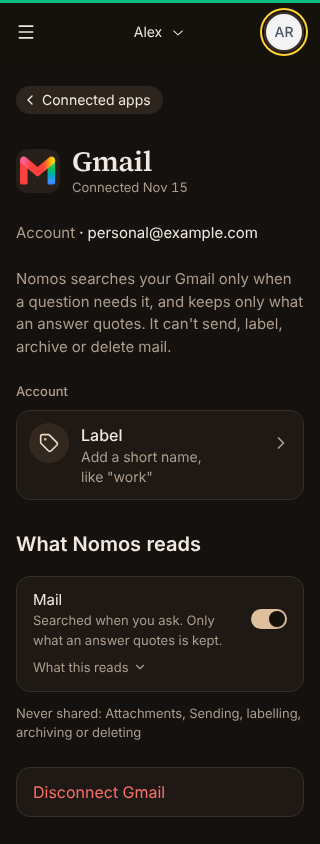 Alex
AR
Connected apps
Gmail
Connected Nov 15
Account · personal@example.com
Nomos searches your Gmail only when
a question needs it, and keeps only what
an answer quotes. It can't send, label,
archive or delete mail.
Account
Label
Add a short name,
like "work"
What Nomos reads
Mail
Searched when you ask. Only
what an answer quotes is kept.
What this reads
Never shared: Attachments, Sending, labelling,
archiving or deleting
Disconnect Gmail